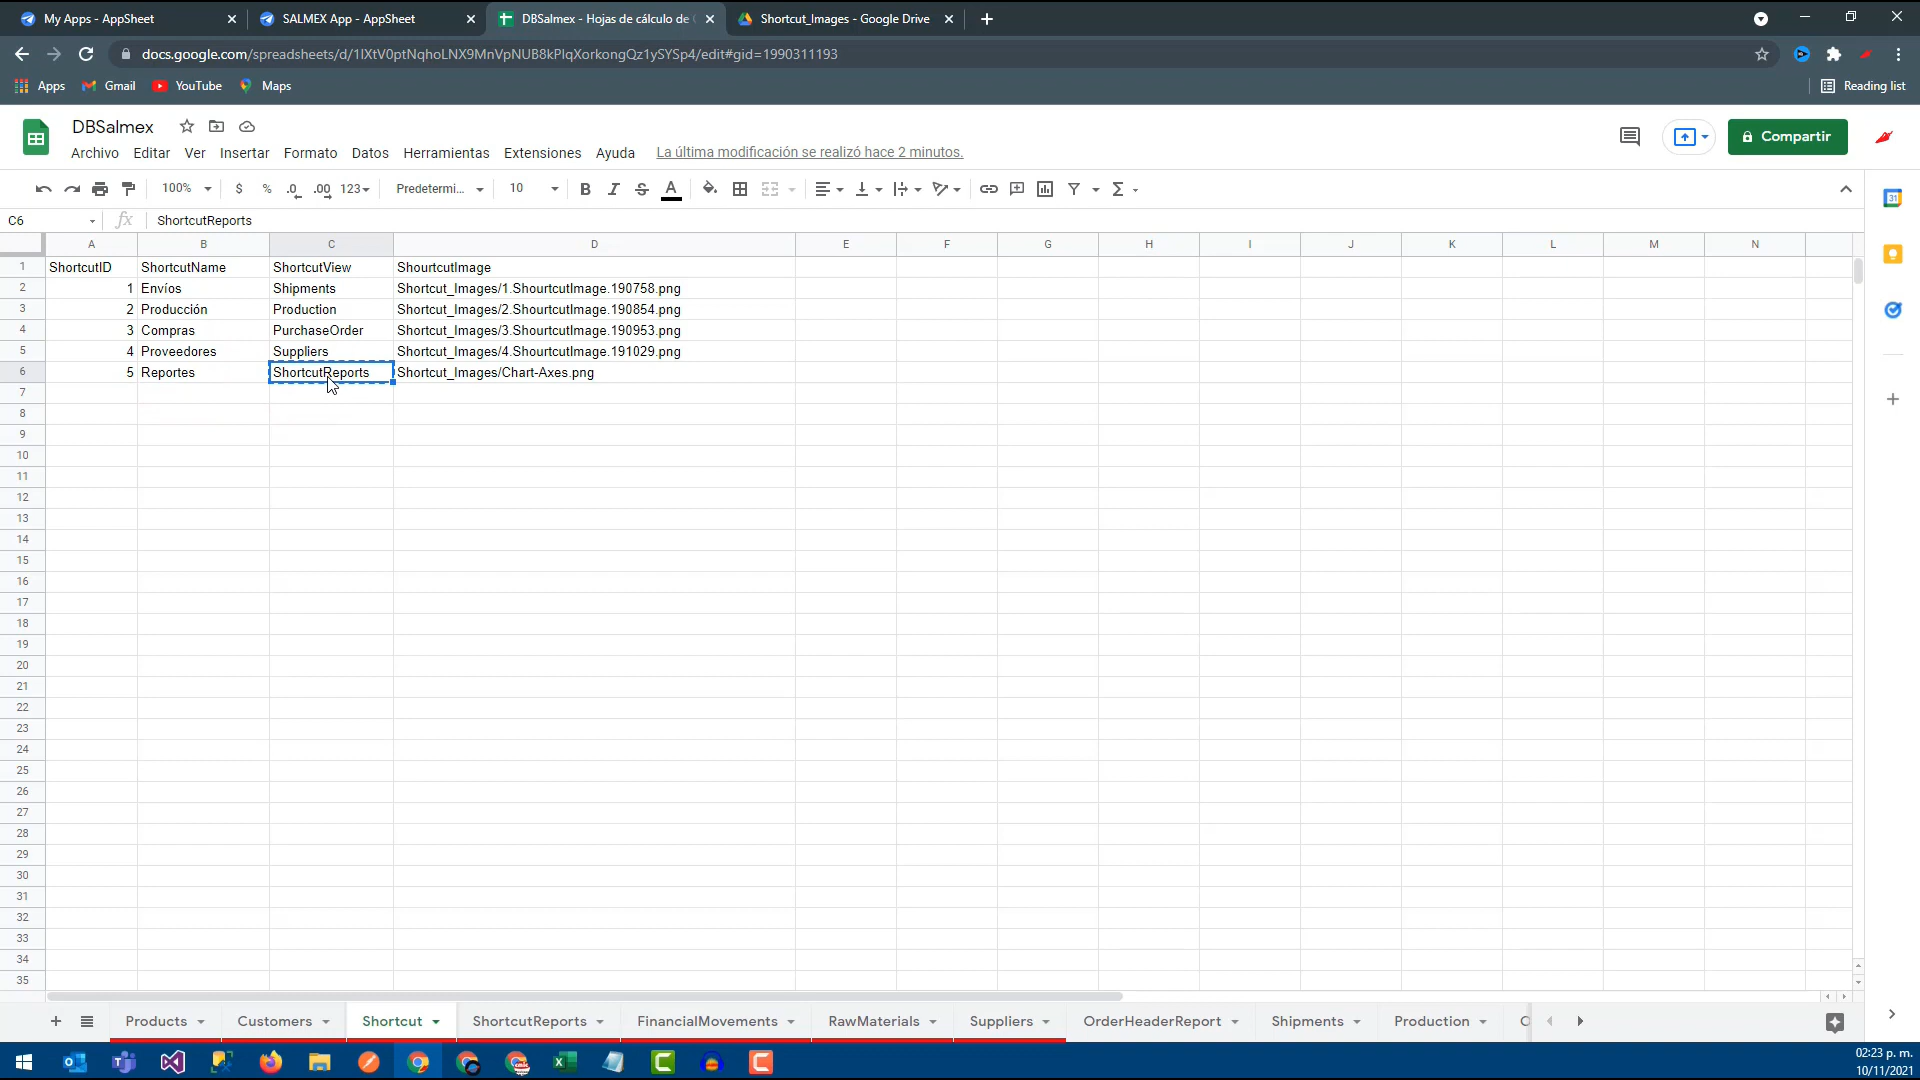 My Apps - AppSheet
SALMEX App - AppSheet
DBSalmex - Hojas de cálculo de
Shortcut_Images - Google Drive
docs.google.com/spreadsheets/d/1IXtV0ptNqhoLNX9MnVpNUB8kPIqXorkongQz1ySYSp4/edit#gid=1990311193
Apps Gmail YouTube Maps Reading list
DBSalmex
Archivo Editar Ver Insertar Formato Datos Herramientas Extensiones Ayuda La última modificación se realizó hace 2 minutos.
Compartir
100% $ % .0 .00 123 Predetermi... 10 B I S A Σ
C6 fx ShortcutReports
A B C D E F G H I J K L M N
1 ShortcutID ShortcutName ShortcutView ShourtcutImage
2 1 Envíos Shipments Shortcut_Images/1.ShourtcutImage.190758.png
3 2 Producción Production Shortcut_Images/2.ShourtcutImage.190854.png
4 3 Compras PurchaseOrder Shortcut_Images/3.ShourtcutImage.190953.png
5 4 Proveedores Suppliers Shortcut_Images/4.ShourtcutImage.191029.png
6 5 Reportes ShortcutReports Shortcut_Images/Chart-Axes.png
7
8
9
10
11
12
13
14
15
16
17
18
19
20
21
22
23
24
25
26
27
28
29
30
31
32
33
34
35
Products Customers Shortcut ShortcutReports FinancialMovements RawMaterials Suppliers OrderHeaderReport Shipments Production
02:23 p. m.
10/11/2021